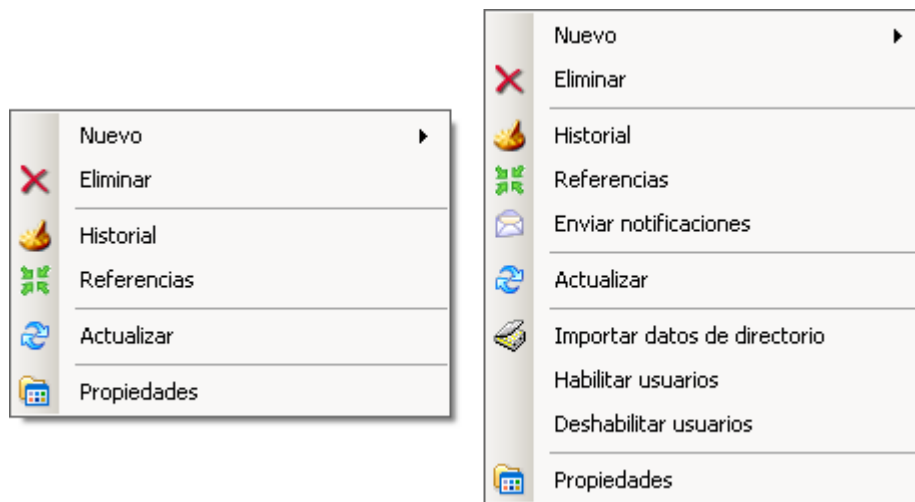 Nuevo
Eliminar
Historial
Referencias
Actualizar
Propiedades
Nuevo
Eliminar
Historial
Referencias
Enviar notificaciones
Actualizar
Importar datos de directorio
Habilitar usuarios
Deshabilitar usuarios
Propiedades